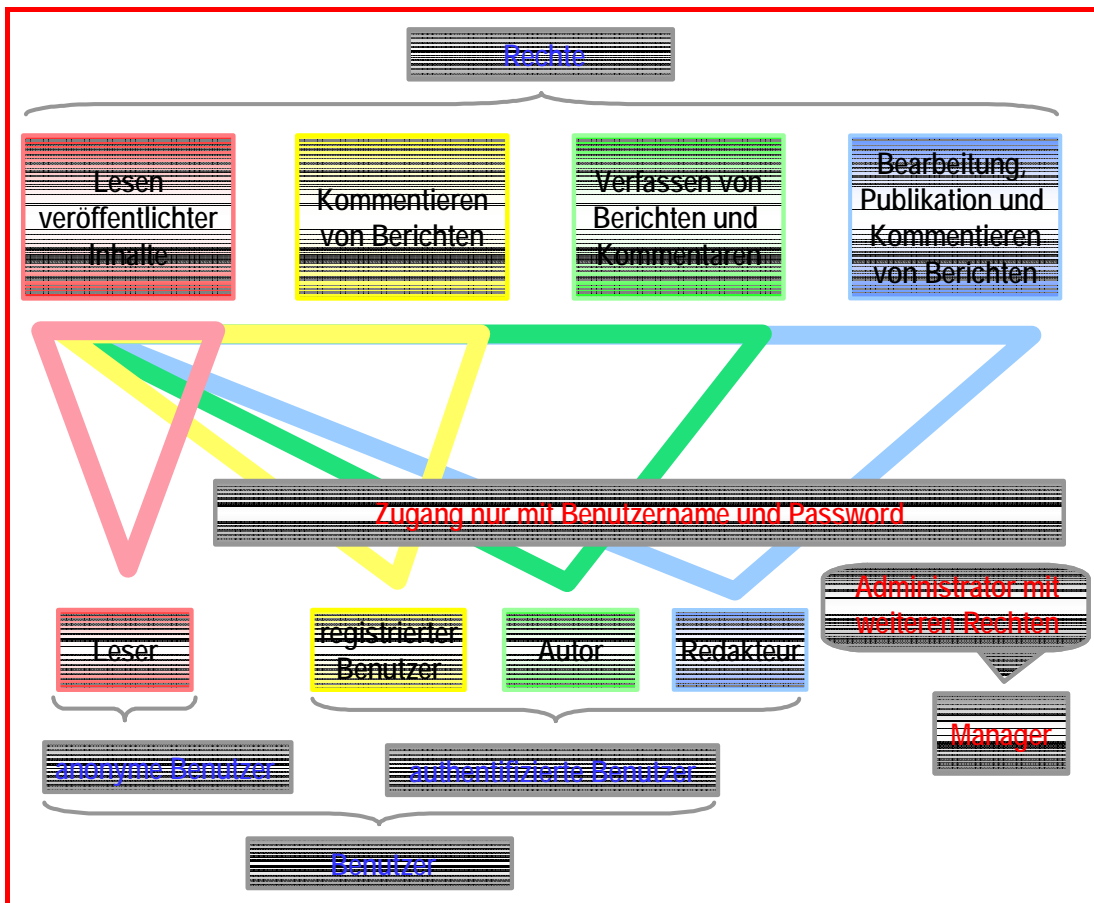 Rechte
Lesen
veröffentlichter
Inhalte
Kommentieren
von Berichten
Verfassen von
Berichten und
Kommentaren
Bearbeitung,
Publikation und
Kommentieren
von Berichten
Zugang nur mit Benutzername und Password
Administrator mit
weiteren Rechten
Leser
registrierter
Benutzer
Autor
Redakteur
Manager
anonyme Benutzer
authentifizierte Benutzer
Benutzer